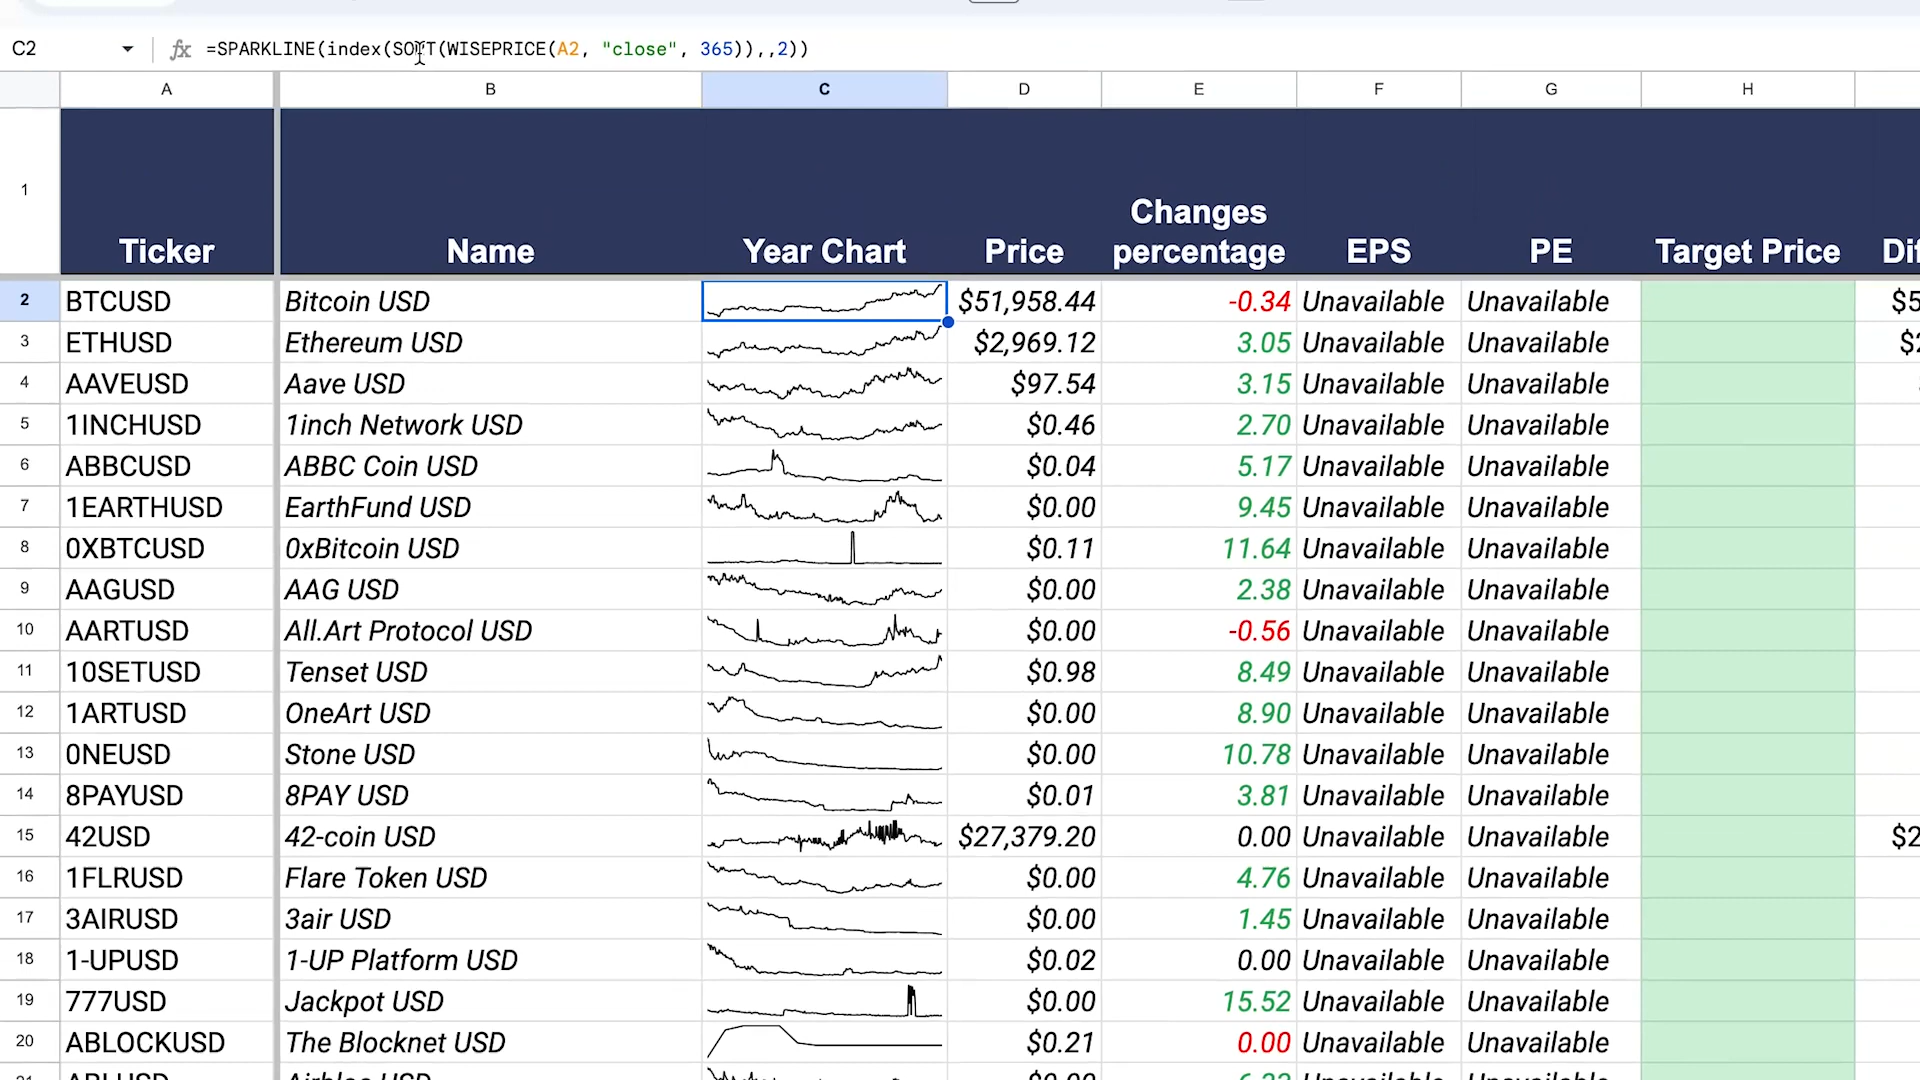 C2 fx =SPARKLINE(index(SORT(WISEPRICE(A2, "close", 365)),,2))
A B C D E F G H
1 Ticker Name Year Chart Price Changes percentage EPS PE Target Price
2 BTCUSD Bitcoin USD $51,958.44 -0.34 Unavailable Unavailable
3 ETHUSD Ethereum USD $2,969.12 3.05 Unavailable Unavailable
4 AAVEUSD Aave USD $97.54 3.15 Unavailable Unavailable
5 1INCHUSD 1inch Network USD $0.46 2.70 Unavailable Unavailable
6 ABBCUSD ABBC Coin USD $0.04 5.17 Unavailable Unavailable
7 1EARTHUSD EarthFund USD $0.00 9.45 Unavailable Unavailable
8 0XBTCUSD 0xBitcoin USD $0.11 11.64 Unavailable Unavailable
9 AAGUSD AAG USD $0.00 2.38 Unavailable Unavailable
10 AARTUSD All.Art Protocol USD $0.00 -0.56 Unavailable Unavailable
11 10SETUSD Tenset USD $0.98 8.49 Unavailable Unavailable
12 1ARTUSD OneArt USD $0.00 8.90 Unavailable Unavailable
13 0NEUSD Stone USD $0.00 10.78 Unavailable Unavailable
14 8PAYUSD 8PAY USD $0.01 3.81 Unavailable Unavailable
15 42USD 42-coin USD $27,379.20 0.00 Unavailable Unavailable
16 1FLRUSD Flare Token USD $0.00 4.76 Unavailable Unavailable
17 3AIRUSD 3air USD $0.00 1.45 Unavailable Unavailable
18 1-UPUSD 1-UP Platform USD $0.02 0.00 Unavailable Unavailable
19 777USD Jackpot USD $0.00 15.52 Unavailable Unavailable
20 ABLOCKUSD The Blocknet USD $0.21 0.00 Unavailable Unavailable